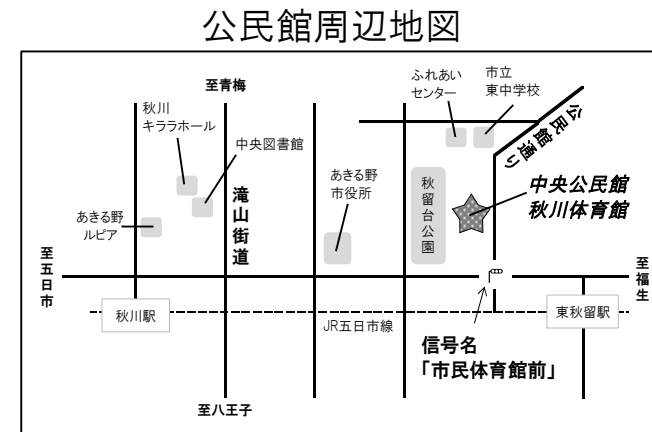 公民館周辺地図
至青梅
ふれあい
センター
市立
東中学校
秋川
キララホール
中央図書館
公民館通り
あきる野
市役所
滝山街道
秋留台公園
中央公民館
秋川体育館
あきる野
ルピア
至五日市
至福生
秋川駅
JR五日市線
東秋留駅
信号名
「市民体育館前」
至八王子